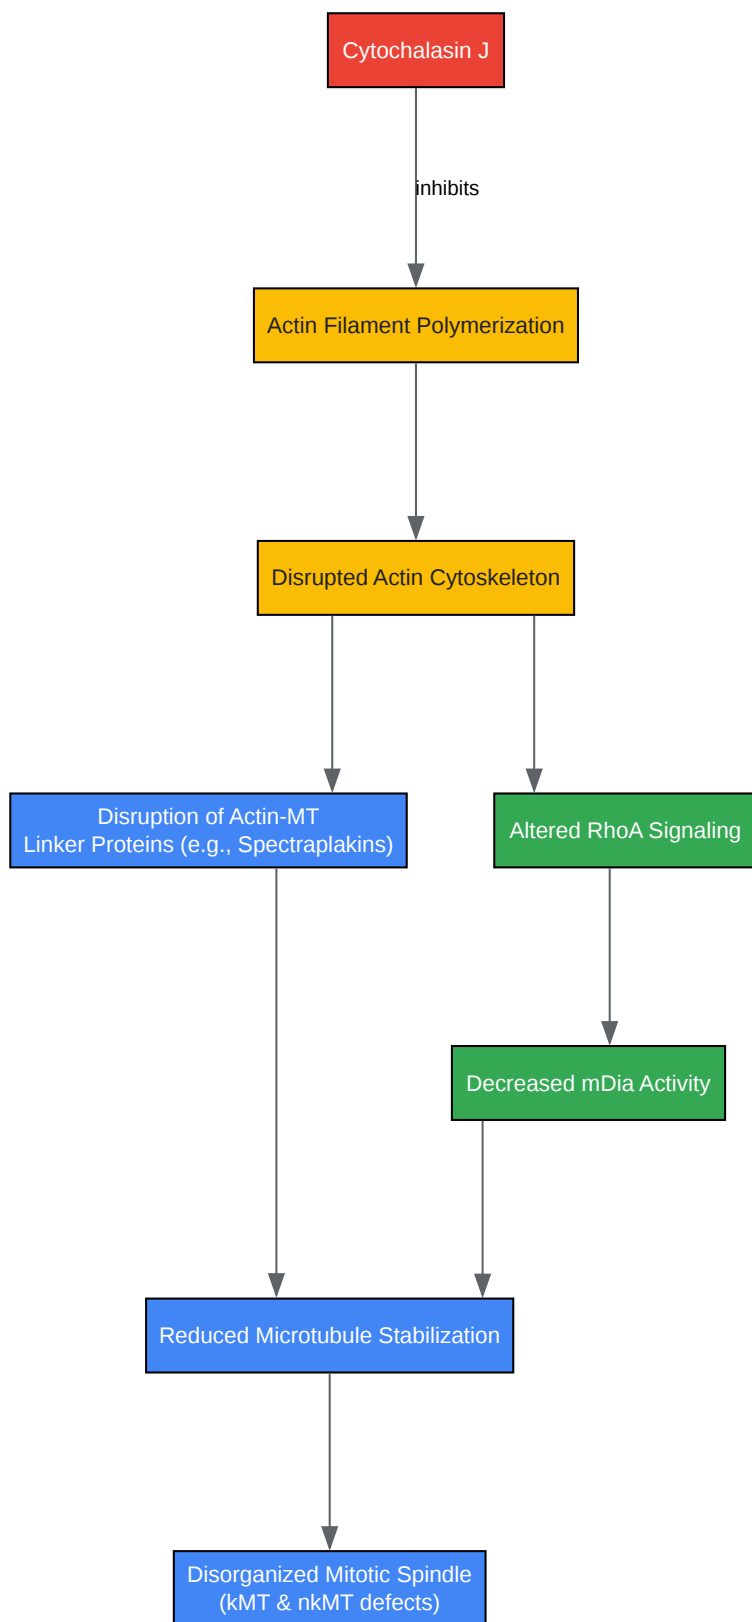 Cytochalasin J
inhibits
Actin Filament Polymerization
Disrupted Actin Cytoskeleton
Disruption of Actin-MT
Linker Proteins (e.g., Spectraplakins)
Altered RhoA Signaling
Decreased mDia Activity
Reduced Microtubule Stabilization
Disorganized Mitotic Spindle
(kMT & nkMT defects)